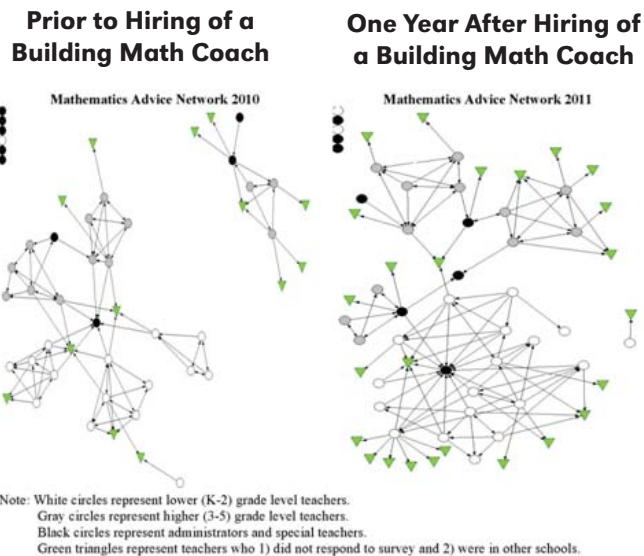 Prior to Hiring of a
Building Math Coach
One Year After Hiring of
a Building Math Coach
Mathematics Advice Network 2010
Mathematics Advice Network 2011
Note: White circles represent lower (K-2) grade level teachers.
Gray circles represent higher (3-5) grade level teachers.
Black circles represent administrators and special teachers.
Green triangles represent teachers who 1) did not respond to survey and 2) were in other schools.